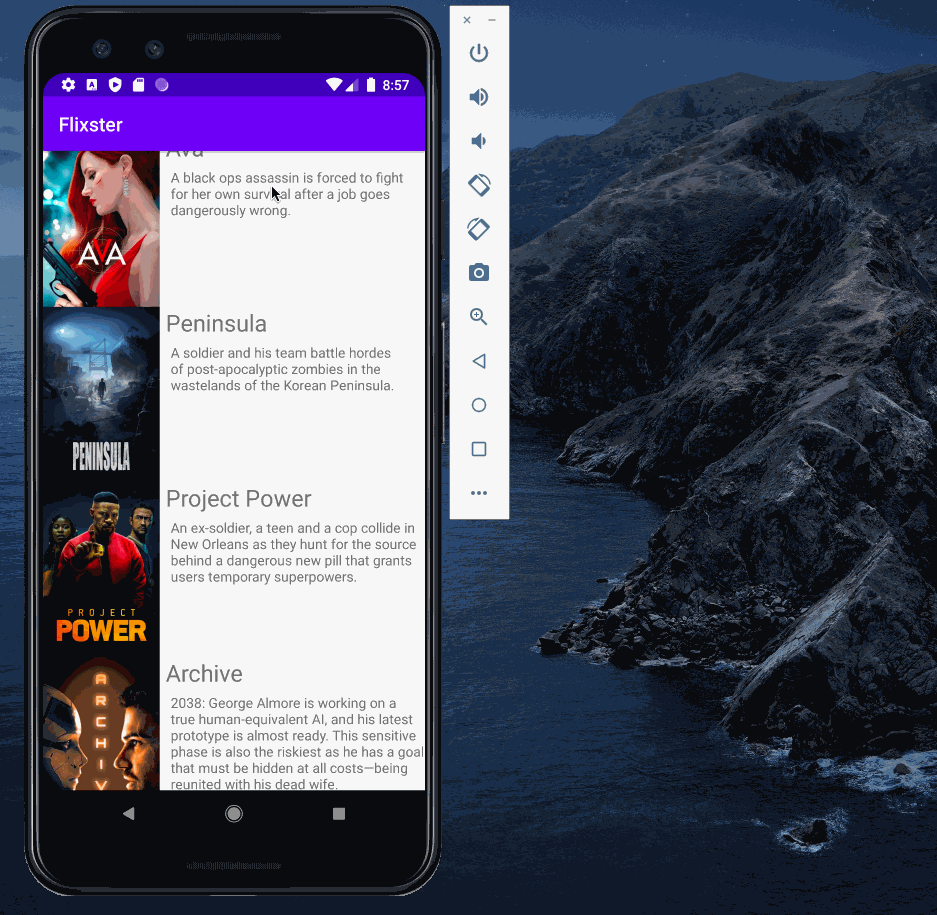 8:57
Flixster
Ava
A black ops assassin is forced to fight
for her own survival after a job goes
dangerously wrong.
AVA
Peninsula
A soldier and his team battle hordes
of post-apocalyptic zombies in the
wastelands of the Korean Peninsula.
PENINSULA
Project Power
An ex-soldier, a teen and a cop collide in
New Orleans as they hunt for the source
behind a dangerous new pill that grants
users temporary superpowers.
PROJECT
POWER
Archive
2038: George Almore is working on a
true human-equivalent AI, and his latest
prototype is almost ready. This sensitive
phase is also the riskiest as he has a goal
that must be hidden at all costs—being
reunited with his dead wife.
A
R
C
H
I
V